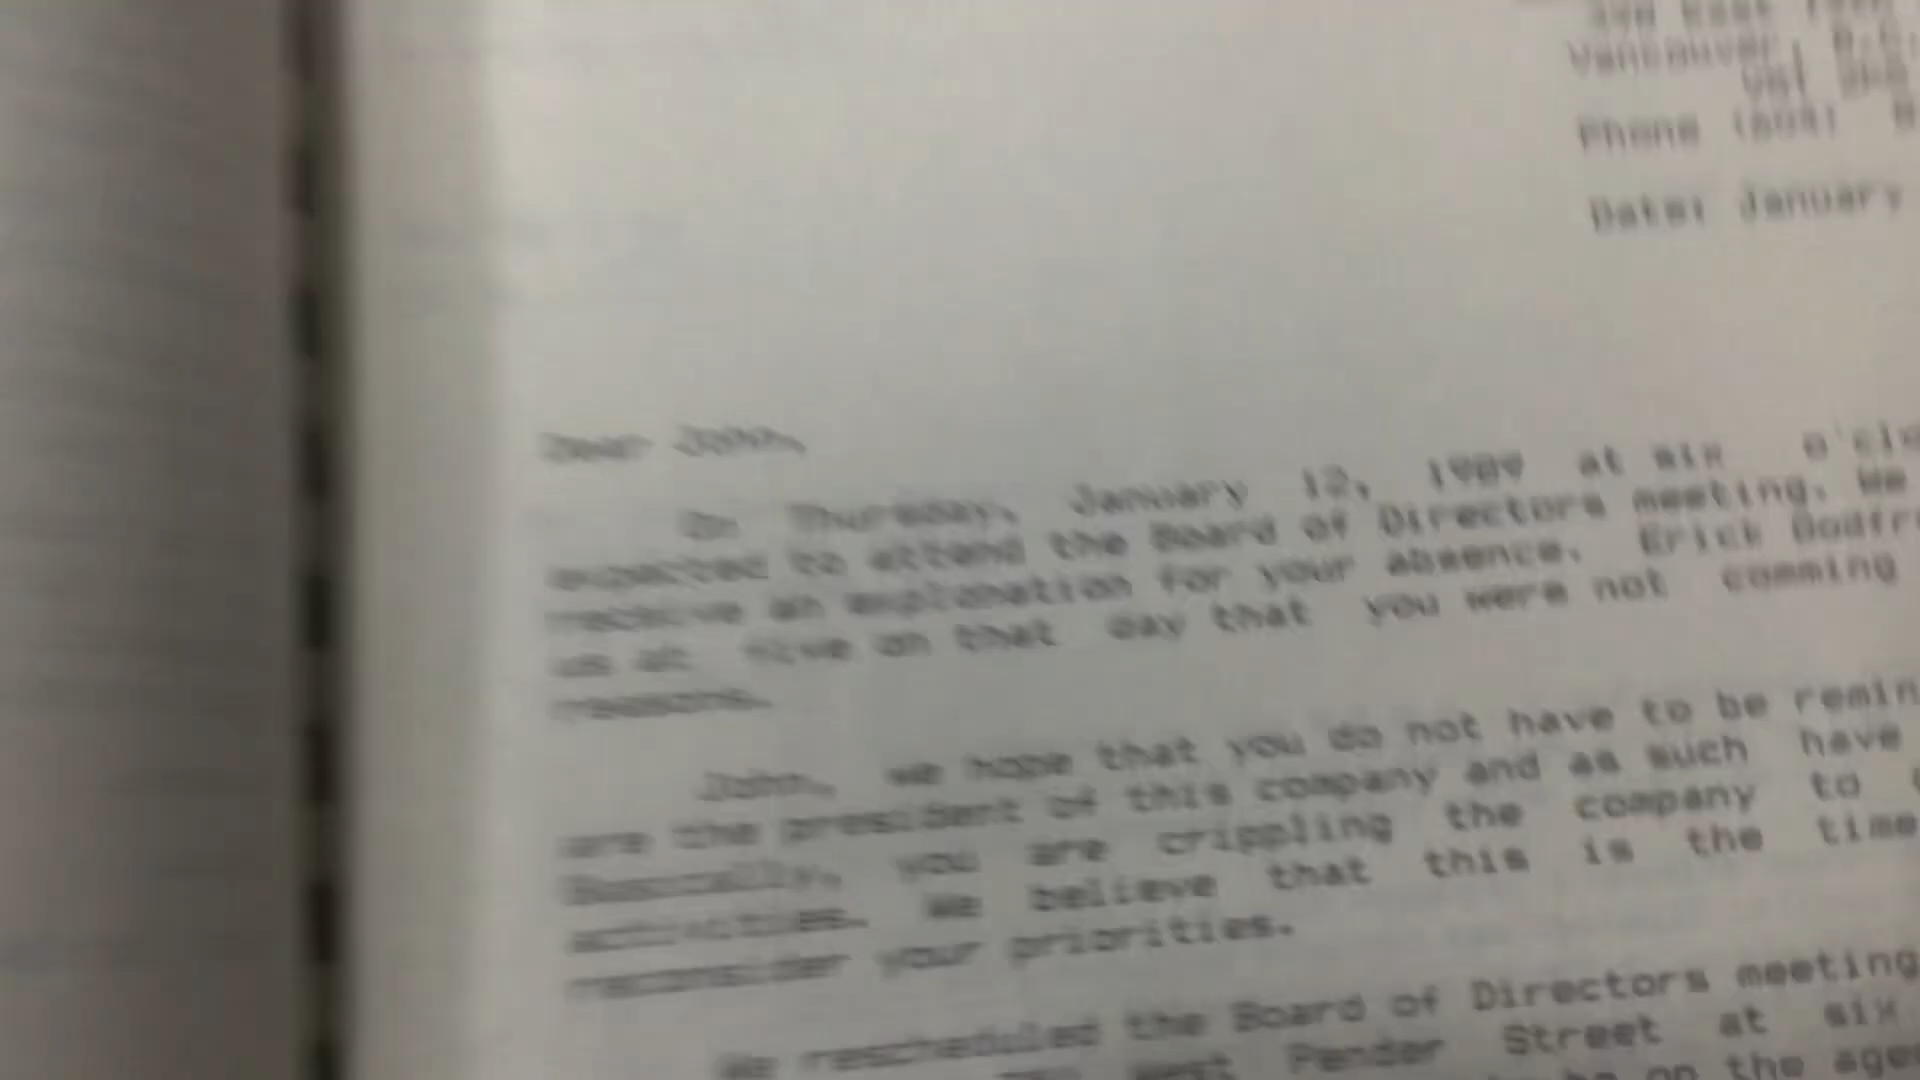 Vancouver, B.C.
Phone (604)
Date: January
Dear John,
On Thursday, January 12, 1989 at six o'clo
expected to attend the Board of Directors meeting. We
receive an explanation for your absence. Erick Godfr
us at five on that day that you were not comming
reasons.
John, we hope that you do not have to be remin
are the president of this company and as such have
Basically, you are crippling the company to
activities. We believe that this is the time
reconsider your priorities.
We rescheduled the Board of Directors meeting
West Pender Street at six
be on the age